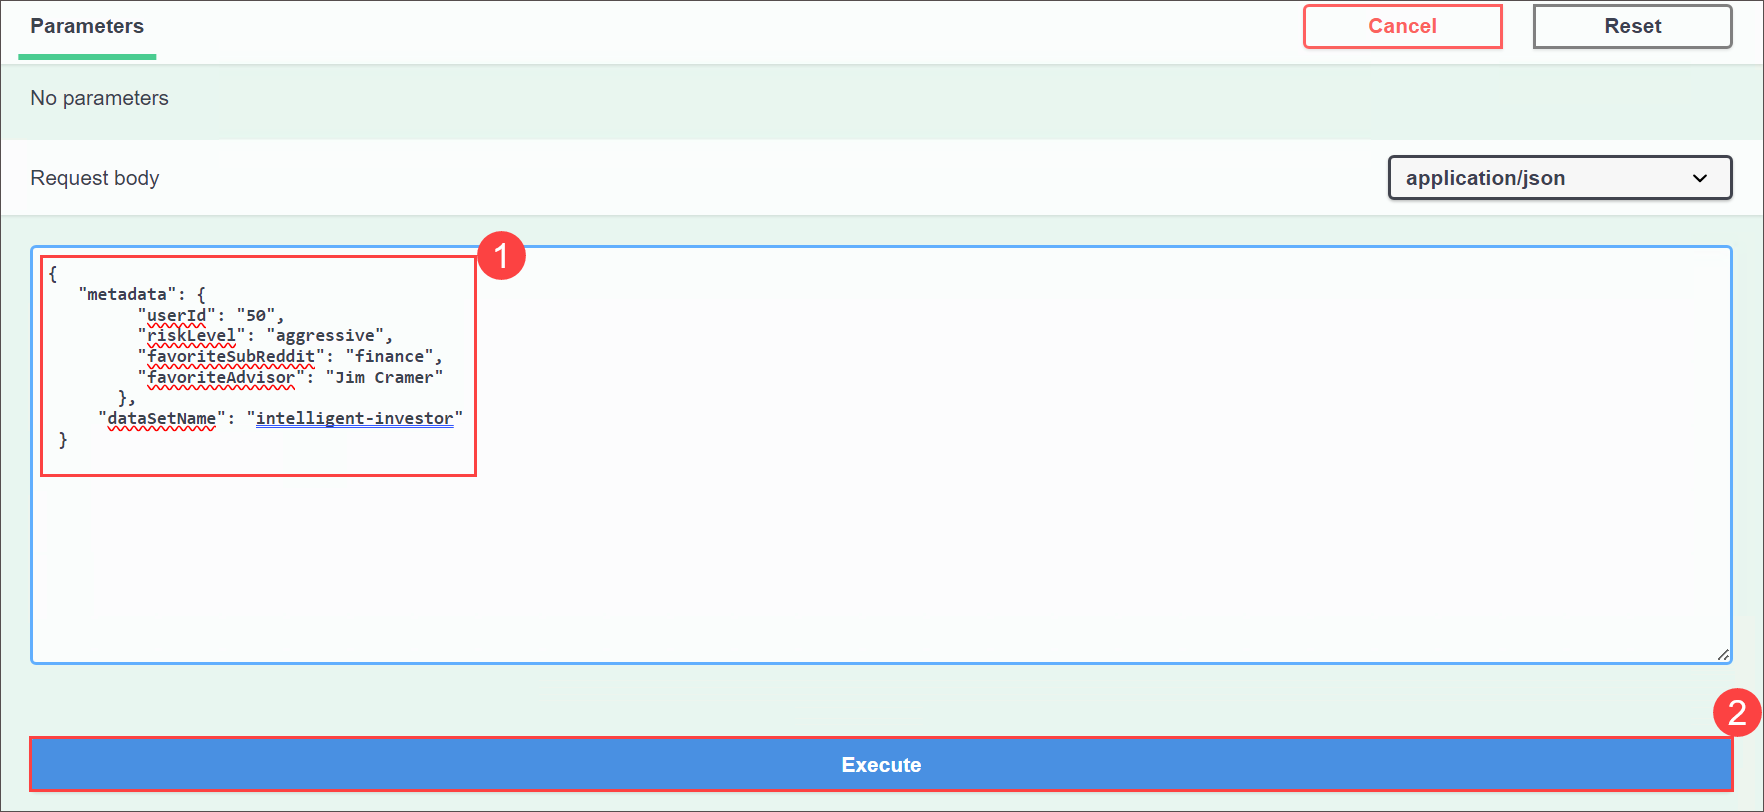 Parameters
Cancel
Reset
No parameters
Request body
application/json
1
{
"metadata": {
"userId": "50",
"riskLevel": "aggressive",
"favoriteSubReddit": "finance",
"favoriteAdvisor": "Jim Cramer"
},
"dataSetName": "intelligent-investor"
}
2
Execute